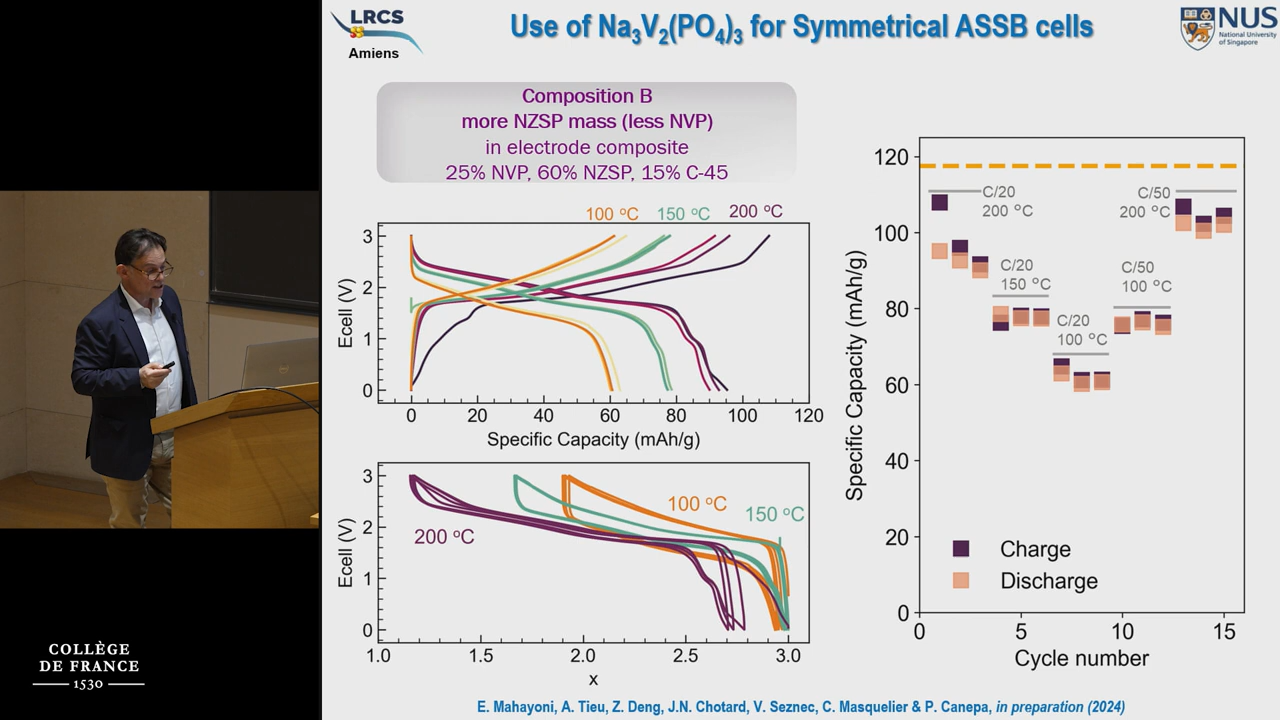 LRCS
Amiens
Use of Na₃V₂(PO₄)₃ for Symmetrical ASSB cells
NUS
National University
of Singapore
Composition B
more NZSP mass (less NVP)
in electrode composite
25% NVP, 60% NZSP, 15% C-45
100 °C
150 °C
200 °C
3
2
1
0
Ecell (V)
0
20
40
60
80
100
120
Specific Capacity (mAh/g)
3
2
1
0
Ecell (V)
200 °C
100 °C
150 °C
1.0
1.5
2.0
2.5
3.0
x
120
100
80
60
40
20
0
Specific Capacity (mAh/g)
C/20
200 °C
C/20
150 °C
C/20
100 °C
C/50
100 °C
C/50
200 °C
Charge
Discharge
0
5
10
15
Cycle number
COLLÈGE
DE FRANCE
1530
E. Mahayoni, A. Tieu, Z. Deng, J.N. Chotard, V. Seznec, C. Masquelier & P. Canepa, in preparation (2024)